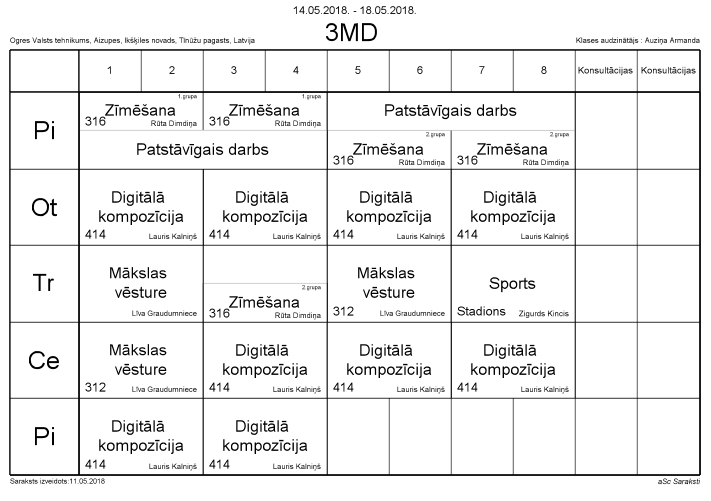 14.05.2018. - 18.05.2018.
Ogres Valsts tehnikums, Aizupes, Ikšķiles novads, Tīnūžu pagasts, Latvija
3MD
Klases audzinātājs : Auziņa Armanda
1 2 3 4 5 6 7 8 Konsultācijas Konsultācijas
Pi
1.grupa
Zīmēšana
316 Rūta Dimdiņa
1.grupa
Zīmēšana
316 Rūta Dimdiņa
Patstāvīgais darbs
Patstāvīgais darbs
2.grupa
Zīmēšana
316 Rūta Dimdiņa
2.grupa
Zīmēšana
316 Rūta Dimdiņa
Ot
Digitālā
kompozīcija
414 Lauris Kalniņš
Digitālā
kompozīcija
414 Lauris Kalniņš
Digitālā
kompozīcija
414 Lauris Kalniņš
Digitālā
kompozīcija
414 Lauris Kalniņš
Tr
Mākslas
vēsture
Līva Graudumniece
2.grupa
Zīmēšana
316 Rūta Dimdiņa
Mākslas
vēsture
312 Līva Graudumniece
Sports
Stadions Zigurds Kincis
Ce
Mākslas
vēsture
312 Līva Graudumniece
Digitālā
kompozīcija
414 Lauris Kalniņš
Digitālā
kompozīcija
414 Lauris Kalniņš
Digitālā
kompozīcija
414 Lauris Kalniņš
Pi
Digitālā
kompozīcija
414 Lauris Kalniņš
Digitālā
kompozīcija
414 Lauris Kalniņš
Saraksts izveidots:11.05.2018
aSc Saraksti